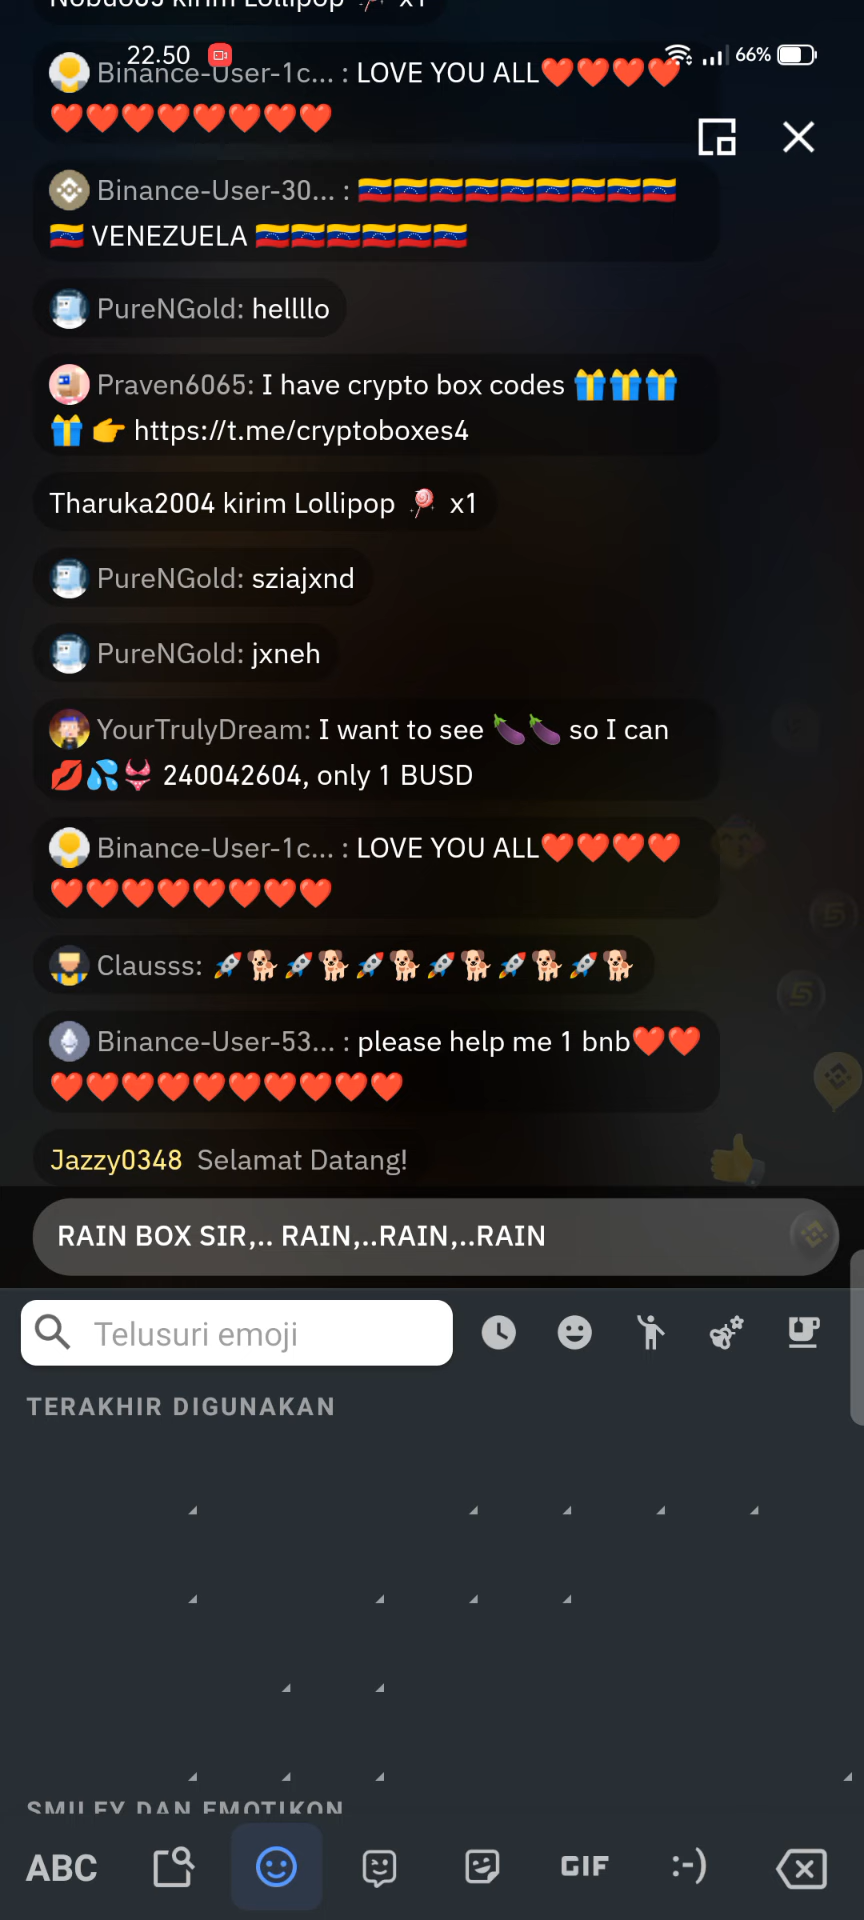 22.50
66%
Binance-User-1c... : LOVE YOU ALL❤️❤️❤️❤️
❤️❤️❤️❤️❤️❤️❤️❤️
Binance-User-30... : 🇻🇪🇻🇪🇻🇪🇻🇪🇻🇪🇻🇪🇻🇪🇻🇪🇻🇪
🇻🇪 VENEZUELA 🇻🇪🇻🇪🇻🇪🇻🇪🇻🇪🇻🇪
PureNGold: hellllo
Praven6065: I have crypto box codes 🎁🎁🎁
🎁 👉 https://t.me/cryptoboxes4
Tharuka2004 kirim Lollipop 🍭 x1
PureNGold: sziajxnd
PureNGold: jxneh
YourTrulyDream: I want to see 🍆🍆 so I can
💋💦👙 240042604, only 1 BUSD
Binance-User-1c... : LOVE YOU ALL❤️❤️❤️❤️
❤️❤️❤️❤️❤️❤️❤️❤️
Clausss: 🚀🐕🚀🐕🚀🐕🚀🐕🚀🐕🚀🐕
Binance-User-53... : please help me 1 bnb❤️❤️
❤️❤️❤️❤️❤️❤️❤️❤️❤️❤️
Jazzy0348 Selamat Datang!
RAIN BOX SIR,.. RAIN,..RAIN,..RAIN
Telusuri emoji
TERAKHIR DIGUNAKAN
SMILEY DAN EMOTIKON
ABC
GIF
:-)